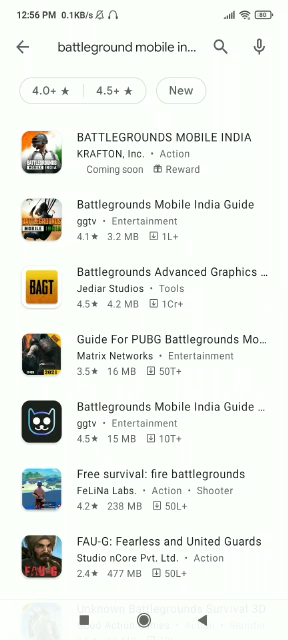 12:56 PM 0.1KB/s
80
battleground mobile in...
4.0+ ★
4.5+ ★
New
BATTLEGROUNDS MOBILE INDIA
KRAFTON, Inc. • Action
Coming soon Reward
Battlegrounds Mobile India Guide
ggtv • Entertainment
4.1★ 3.2 MB 1L+
BAGT
Battlegrounds Advanced Graphics ...
Jediar Studios • Tools
4.5★ 4.2 MB 1Cr+
Guide For PUBG Battlegrounds Mo...
Matrix Networks • Entertainment
3.5★ 16 MB 50T+
Battlegrounds Mobile India Guide ...
ggtv • Entertainment
4.5★ 15 MB 10T+
Free survival: fire battlegrounds
FeLiNa Labs. • Action • Shooter
4.2★ 238 MB 50L+
FAU-G
FAU-G: Fearless and United Guards
Studio nCore Pvt. Ltd. • Action
2.4★ 477 MB 50L+
Unknown Battlegrounds Survival 3D